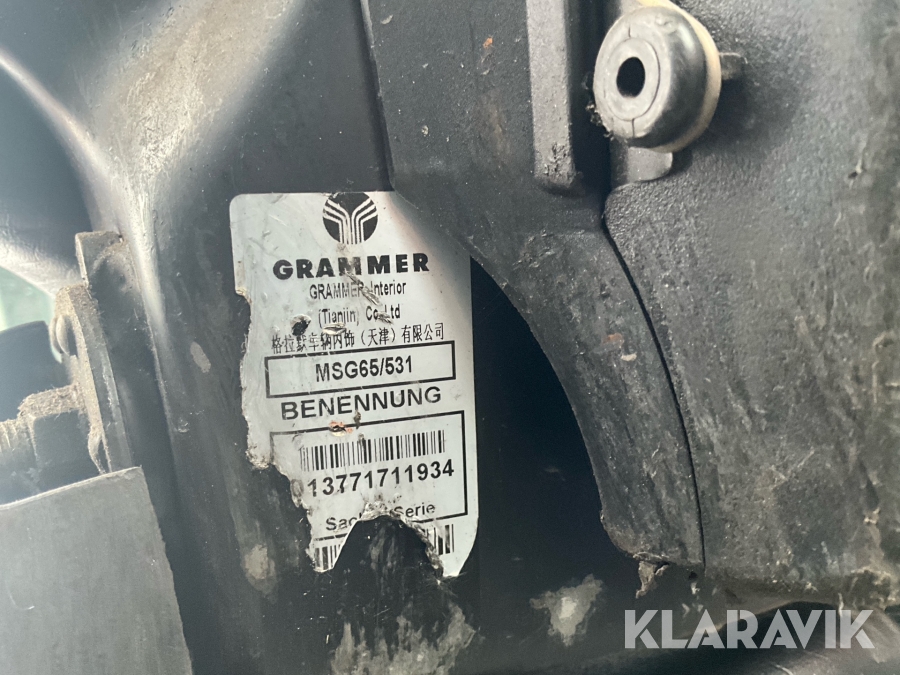 GRAMMER
GRAMMER Interior
(Tianjin) Co.Ltd
格拉默车辆内饰（天津）有限公司
MSG65/531
BENENNUNG
13771711934
Serie
KLARAVIK